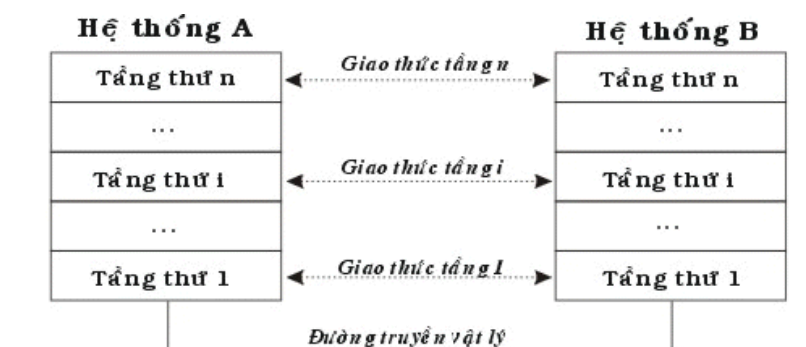 Hệ thống A
Hệ thống B
Tầng thứ n
Giao thức tầng n
Tầng thứ n
...
...
Tầng thứ i
Giao thức tầng i
Tầng thứ i
...
...
Tầng thứ 1
Giao thức tầng 1
Tầng thứ 1
Đường truyền vật lý